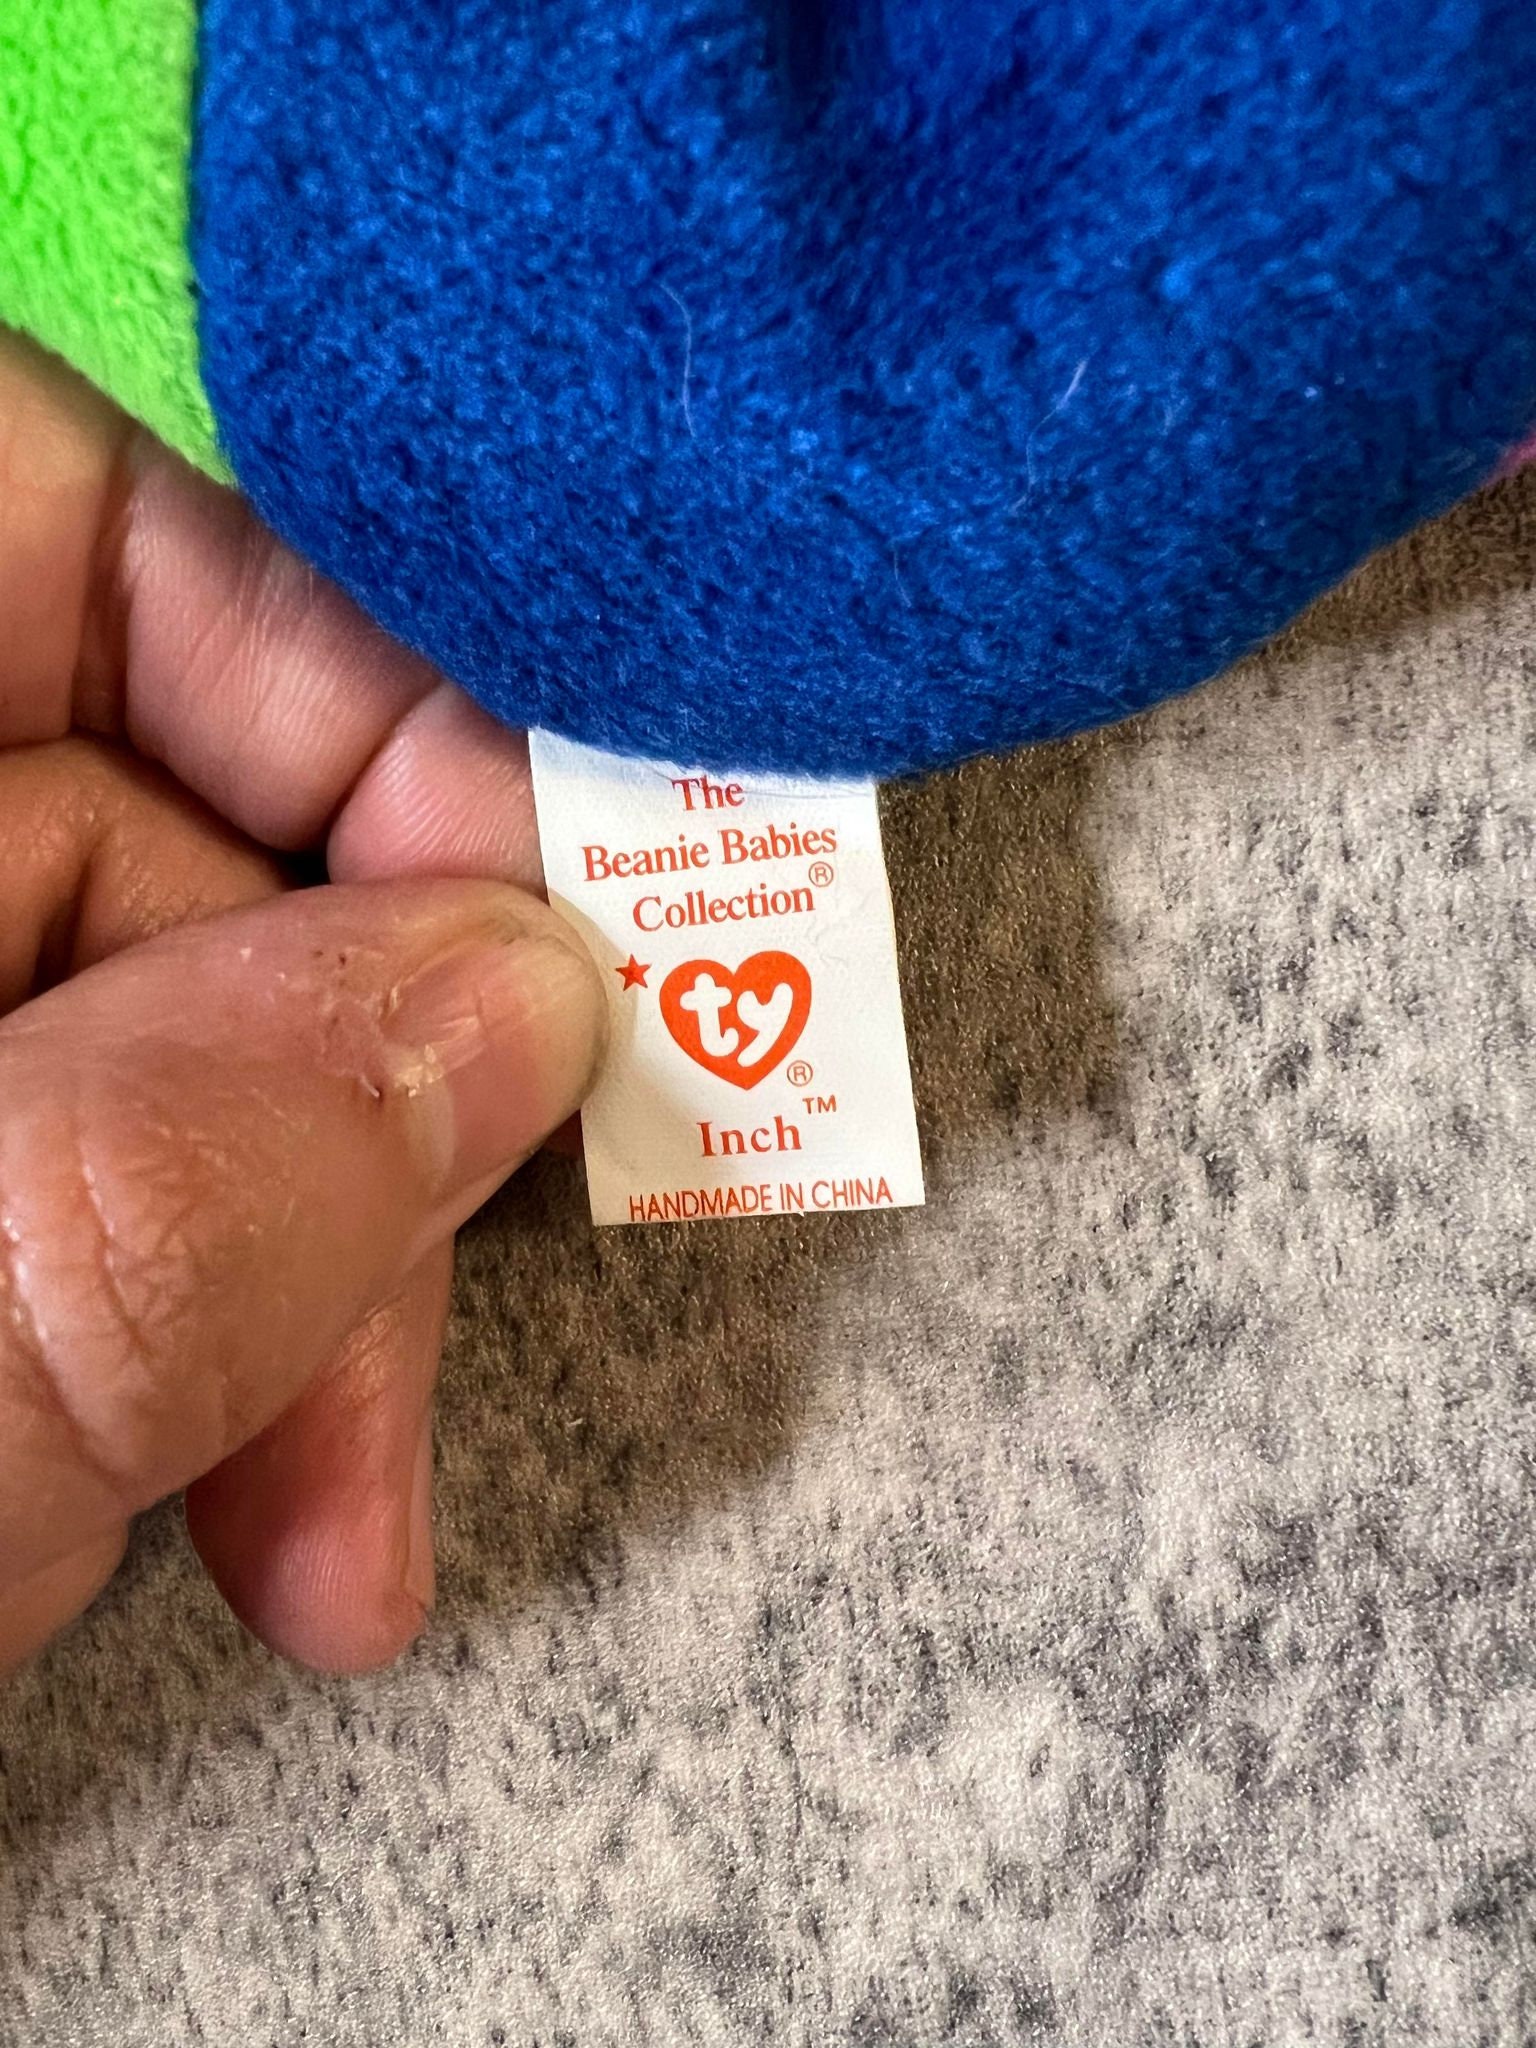 The
Beanie Babies
Collection®
ty®
Inch™
HANDMADE IN CHINA